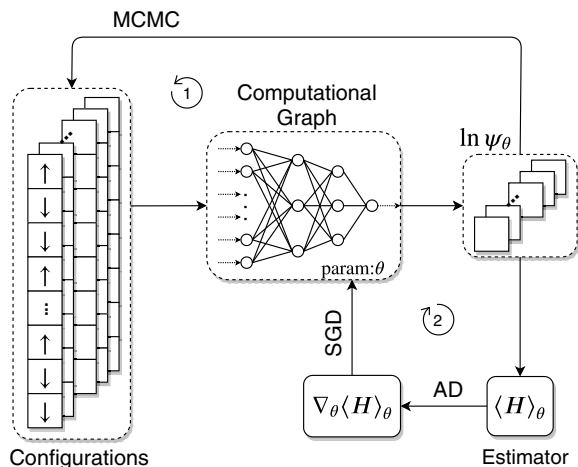 MCMC
1
Computational
Graph
ln ψ_θ
↑
↓
↓
↑
...
↑
↓
↓
param:θ
2
SGD
∇_θ⟨H⟩_θ
AD
⟨H⟩_θ
Configurations
Estimator